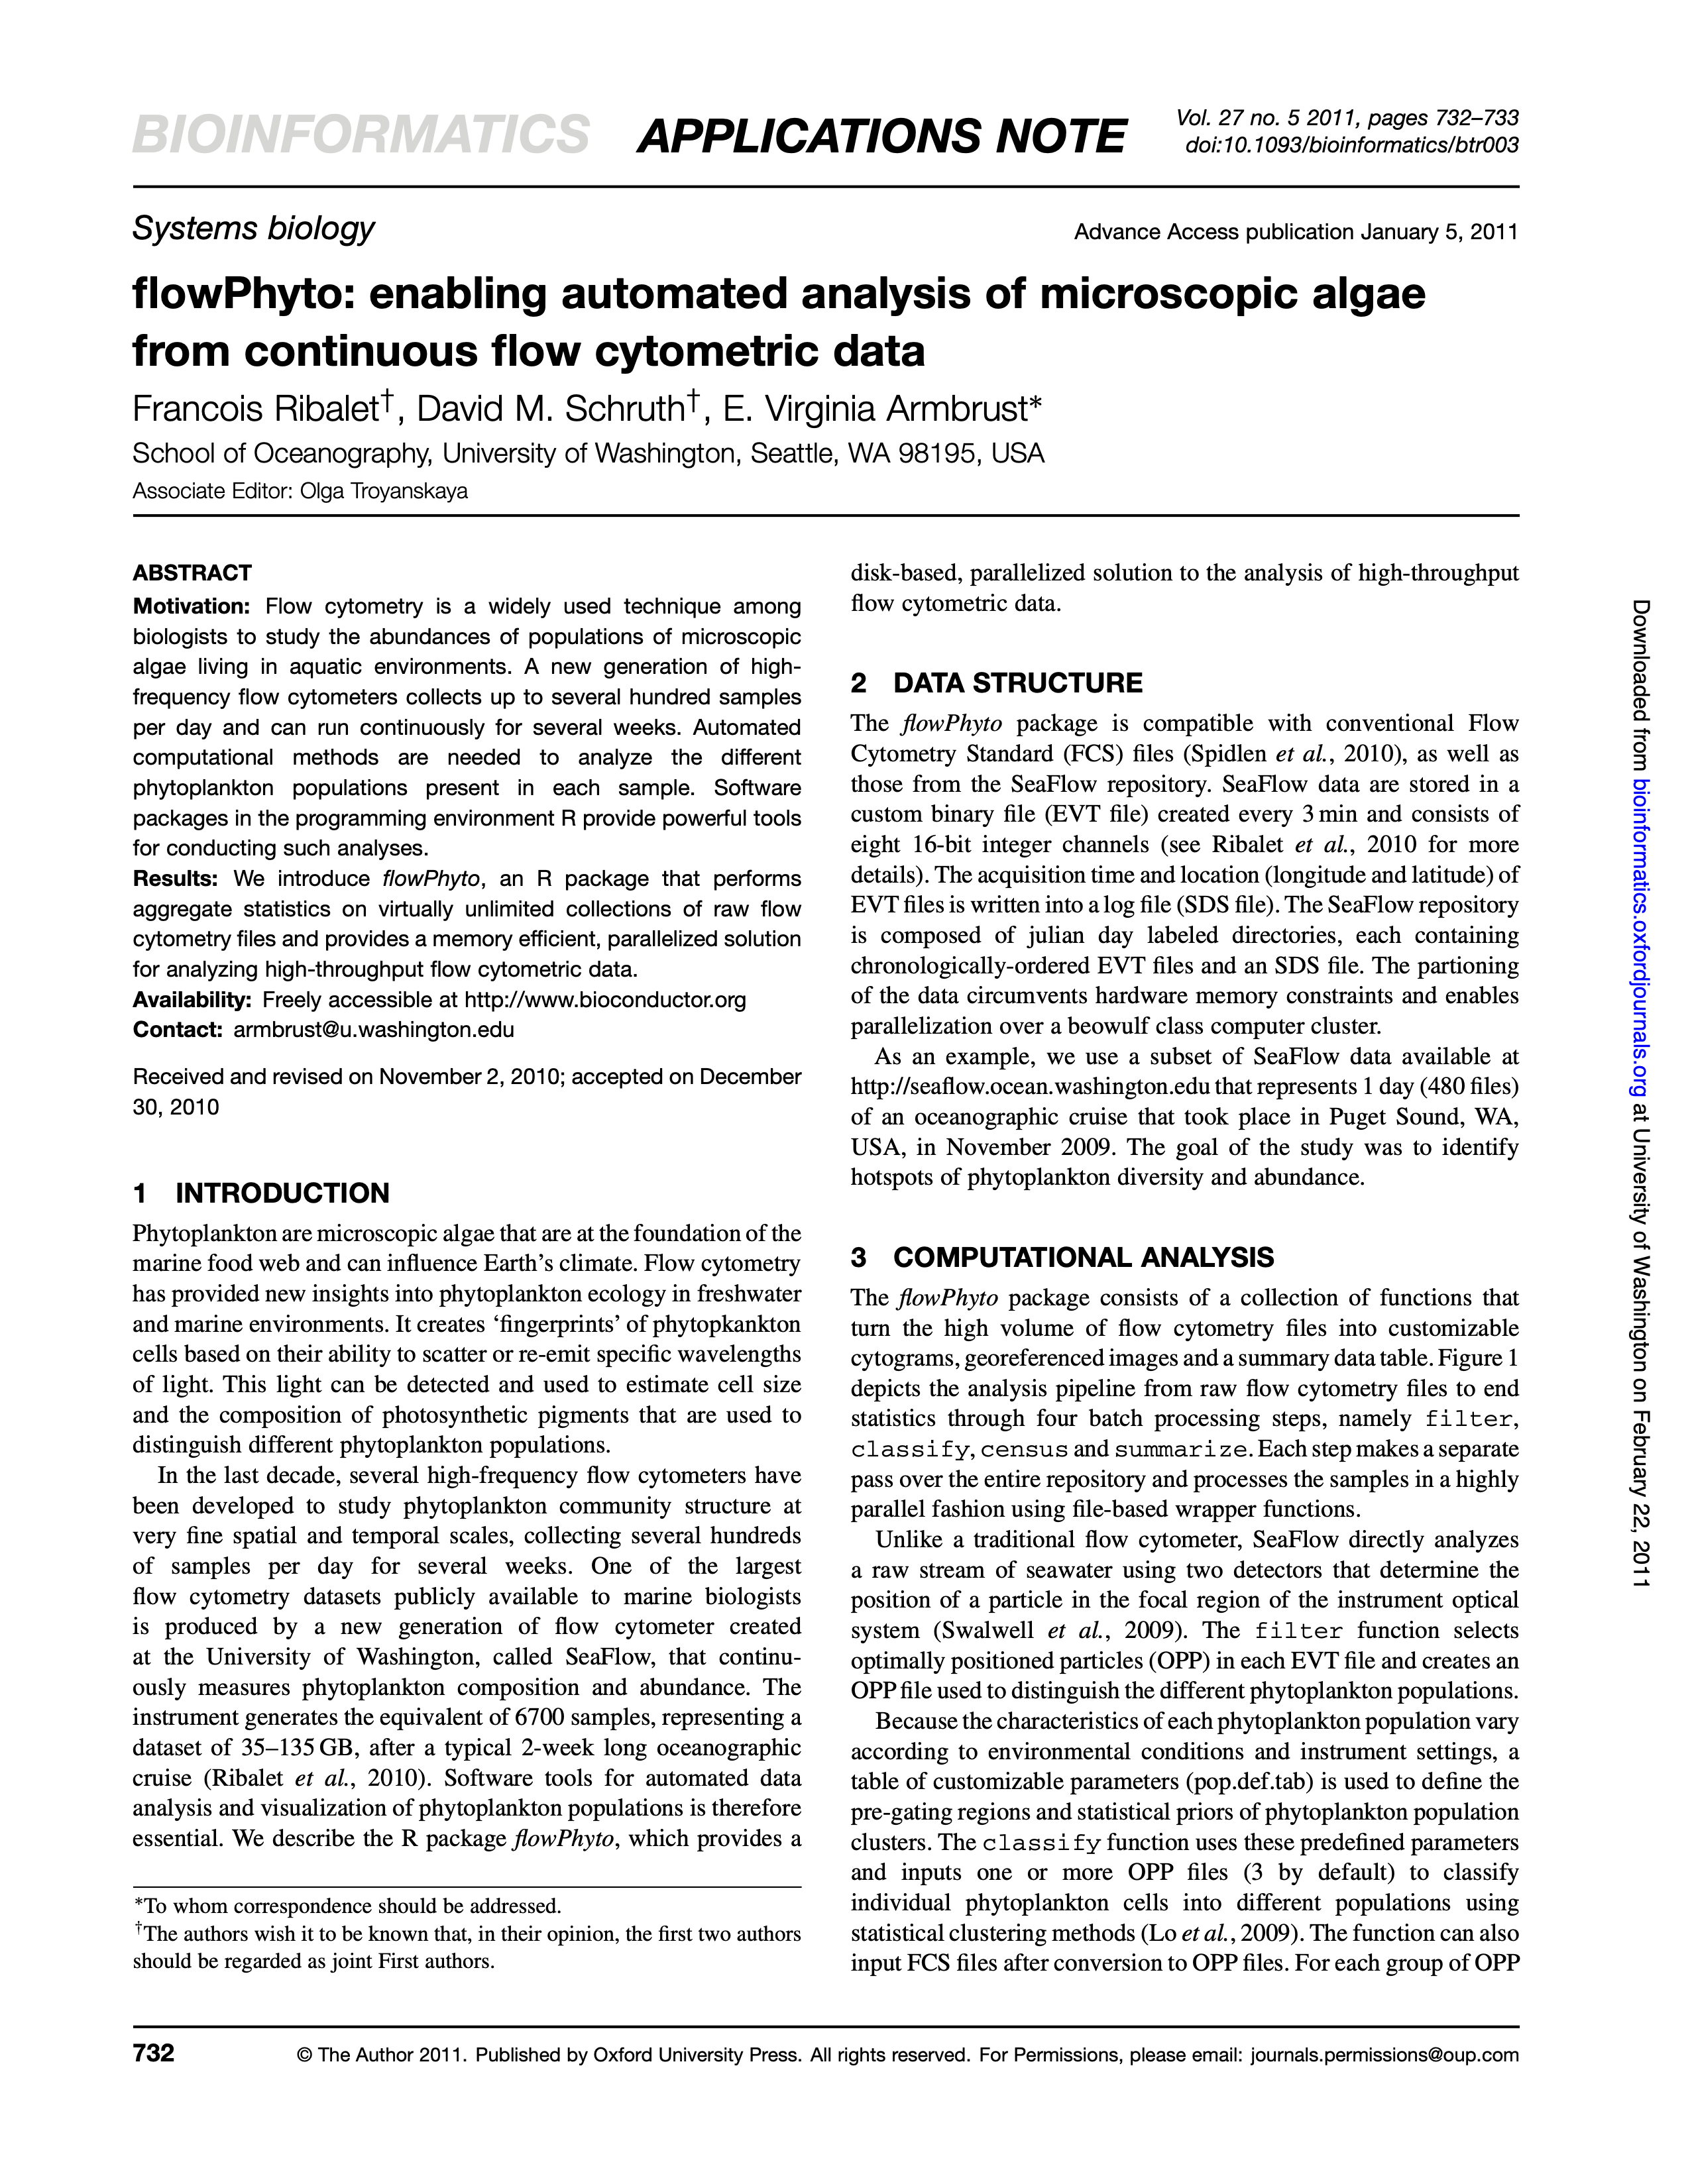 BIOINFORMATICS APPLICATIONS NOTE
Vol. 27 no. 5 2011, pages 732–733
doi:10.1093/bioinformatics/btr003
Systems biology
Advance Access publication January 5, 2011
flowPhyto: enabling automated analysis of microscopic algae
from continuous flow cytometric data
Francois Ribalet†, David M. Schruth†, E. Virginia Armbrust*
School of Oceanography, University of Washington, Seattle, WA 98195, USA
Associate Editor: Olga Troyanskaya
ABSTRACT
Motivation: Flow cytometry is a widely used technique among
biologists to study the abundances of populations of microscopic
algae living in aquatic environments. A new generation of high-
frequency flow cytometers collects up to several hundred samples
per day and can run continuously for several weeks. Automated
computational methods are needed to analyze the different
phytoplankton populations present in each sample. Software
packages in the programming environment R provide powerful tools
for conducting such analyses.
Results: We introduce flowPhyto, an R package that performs
aggregate statistics on virtually unlimited collections of raw flow
cytometry files and provides a memory efficient, parallelized solution
for analyzing high-throughput flow cytometric data.
Availability: Freely accessible at http://www.bioconductor.org
Contact: armbrust@u.washington.edu
Received and revised on November 2, 2010; accepted on December
30, 2010
1 INTRODUCTION
Phytoplankton are microscopic algae that are at the foundation of the
marine food web and can influence Earth's climate. Flow cytometry
has provided new insights into phytoplankton ecology in freshwater
and marine environments. It creates 'fingerprints' of phytopkankton
cells based on their ability to scatter or re-emit specific wavelengths
of light. This light can be detected and used to estimate cell size
and the composition of photosynthetic pigments that are used to
distinguish different phytoplankton populations.
In the last decade, several high-frequency flow cytometers have
been developed to study phytoplankton community structure at
very fine spatial and temporal scales, collecting several hundreds
of samples per day for several weeks. One of the largest
flow cytometry datasets publicly available to marine biologists
is produced by a new generation of flow cytometer created
at the University of Washington, called SeaFlow, that continu-
ously measures phytoplankton composition and abundance. The
instrument generates the equivalent of 6700 samples, representing a
dataset of 35–135 GB, after a typical 2-week long oceanographic
cruise (Ribalet et al., 2010). Software tools for automated data
analysis and visualization of phytoplankton populations is therefore
essential. We describe the R package flowPhyto, which provides a
*To whom correspondence should be addressed.
†The authors wish it to be known that, in their opinion, the first two authors
should be regarded as joint First authors.
disk-based, parallelized solution to the analysis of high-throughput
flow cytometric data.
2 DATA STRUCTURE
The flowPhyto package is compatible with conventional Flow
Cytometry Standard (FCS) files (Spidlen et al., 2010), as well as
those from the SeaFlow repository. SeaFlow data are stored in a
custom binary file (EVT file) created every 3 min and consists of
eight 16-bit integer channels (see Ribalet et al., 2010 for more
details). The acquisition time and location (longitude and latitude) of
EVT files is written into a log file (SDS file). The SeaFlow repository
is composed of julian day labeled directories, each containing
chronologically-ordered EVT files and an SDS file. The partioning
of the data circumvents hardware memory constraints and enables
parallelization over a beowulf class computer cluster.
As an example, we use a subset of SeaFlow data available at
http://seaflow.ocean.washington.edu that represents 1 day (480 files)
of an oceanographic cruise that took place in Puget Sound, WA,
USA, in November 2009. The goal of the study was to identify
hotspots of phytoplankton diversity and abundance.
3 COMPUTATIONAL ANALYSIS
The flowPhyto package consists of a collection of functions that
turn the high volume of flow cytometry files into customizable
cytograms, georeferenced images and a summary data table. Figure 1
depicts the analysis pipeline from raw flow cytometry files to end
statistics through four batch processing steps, namely filter,
classify, census and summarize. Each step makes a separate
pass over the entire repository and processes the samples in a highly
parallel fashion using file-based wrapper functions.
Unlike a traditional flow cytometer, SeaFlow directly analyzes
a raw stream of seawater using two detectors that determine the
position of a particle in the focal region of the instrument optical
system (Swalwell et al., 2009). The filter function selects
optimally positioned particles (OPP) in each EVT file and creates an
OPP file used to distinguish the different phytoplankton populations.
Because the characteristics of each phytoplankton population vary
according to environmental conditions and instrument settings, a
table of customizable parameters (pop.def.tab) is used to define the
pre-gating regions and statistical priors of phytoplankton population
clusters. The classify function uses these predefined parameters
and inputs one or more OPP files (3 by default) to classify
individual phytoplankton cells into different populations using
statistical clustering methods (Lo et al., 2009). The function can also
input FCS files after conversion to OPP files. For each group of OPP
732 © The Author 2011. Published by Oxford University Press. All rights reserved. For Permissions, please email: journals.permissions@oup.com
Downloaded from bioinformatics.oxfordjournals.org at University of Washington on February 22, 2011